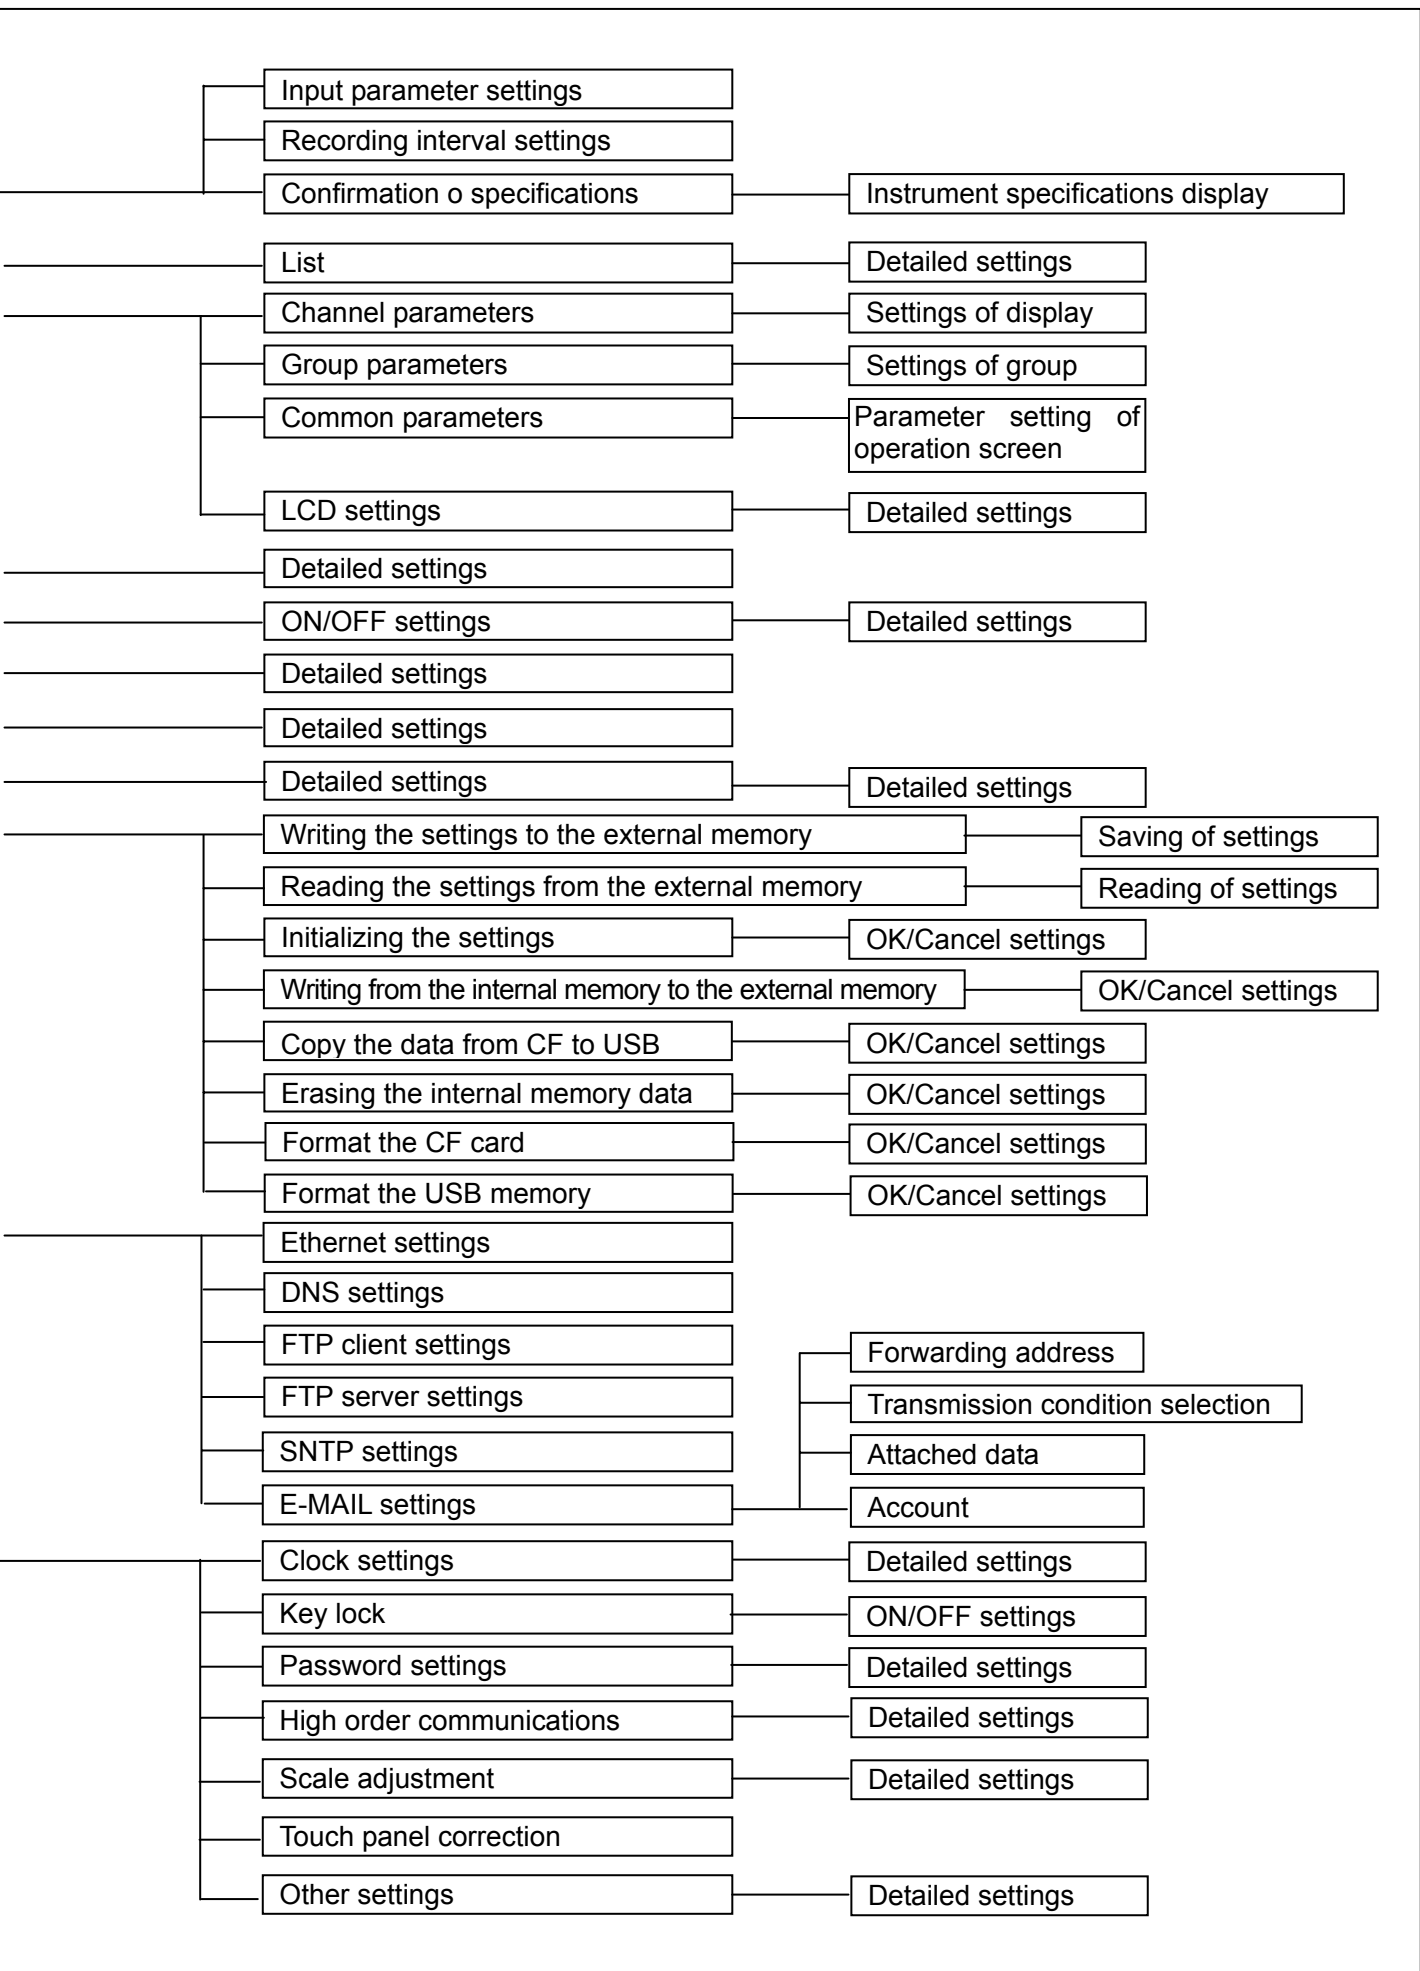 Input parameter settings
Recording interval settings
Confirmation o specifications
Instrument specifications display
List
Detailed settings
Channel parameters
Settings of display
Group parameters
Settings of group
Common parameters
Parameter setting of
operation screen
LCD settings
Detailed settings
Detailed settings
ON/OFF settings
Detailed settings
Detailed settings
Detailed settings
Detailed settings
Detailed settings
Writing the settings to the external memory
Saving of settings
Reading the settings from the external memory
Reading of settings
Initializing the settings
OK/Cancel settings
Writing from the internal memory to the external memory
OK/Cancel settings
Copy the data from CF to USB
OK/Cancel settings
Erasing the internal memory data
OK/Cancel settings
Format the CF card
OK/Cancel settings
Format the USB memory
OK/Cancel settings
Ethernet settings
DNS settings
FTP client settings
Forwarding address
FTP server settings
Transmission condition selection
SNTP settings
Attached data
E-MAIL settings
Account
Clock settings
Detailed settings
Key lock
ON/OFF settings
Password settings
Detailed settings
High order communications
Detailed settings
Scale adjustment
Detailed settings
Touch panel correction
Other settings
Detailed settings